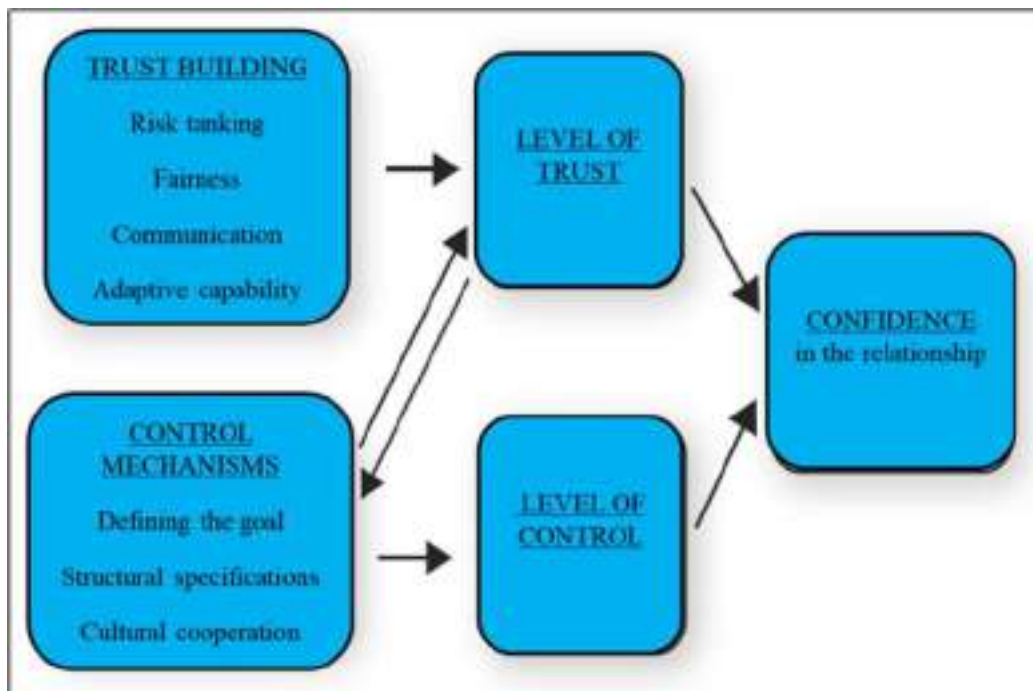 TRUST BUILDING
Risk tanking
Fairness
Communication
Adaptive capability
LEVEL OF
TRUST
CONFIDENCE
in the relationship
CONTROL
MECHANISMS
Defining the goal
Structural specifications
Cultural cooperation
LEVEL OF
CONTROL